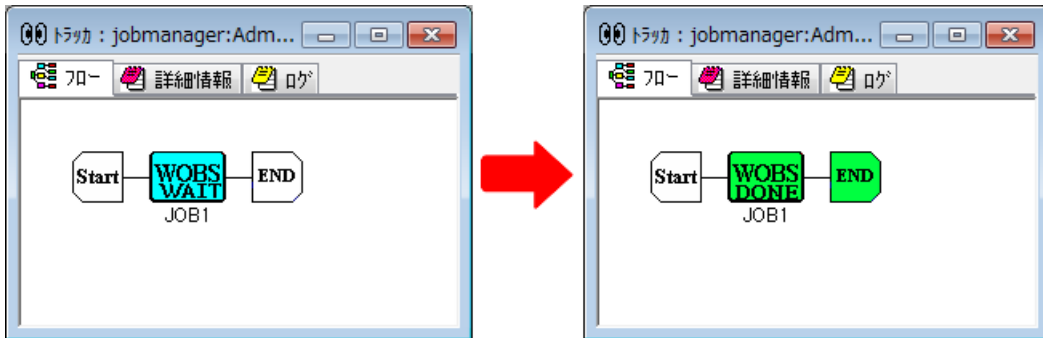 ﾄﾗｯｶ : jobmanager:Adm...
ﾌﾛｰ 詳細情報 ﾛｸﾞ
Start WOBS WAIT END
JOB1
ﾄﾗｯｶ : jobmanager:Adm...
ﾌﾛｰ 詳細情報 ﾛｸﾞ
Start WOBS DONE END
JOB1